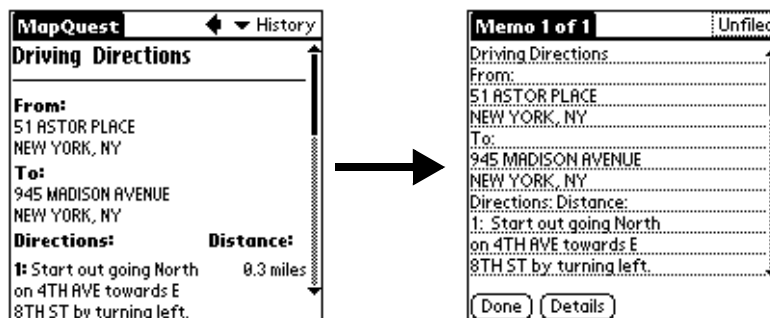 MapQuest
History
Driving Directions
From:
51 ASTOR PLACE
NEW YORK, NY
To:
945 MADISON AVENUE
NEW YORK, NY
Directions: Distance:
1: Start out going North 0.3 miles
on 4TH AVE towards E
8TH ST by turning left.
Memo 1 of 1
Unfiled
Driving Directions
From:
51 ASTOR PLACE
NEW YORK, NY
To:
945 MADISON AVENUE
NEW YORK, NY
Directions: Distance:
1: Start out going North
on 4TH AVE towards E
8TH ST by turning left.
Done Details